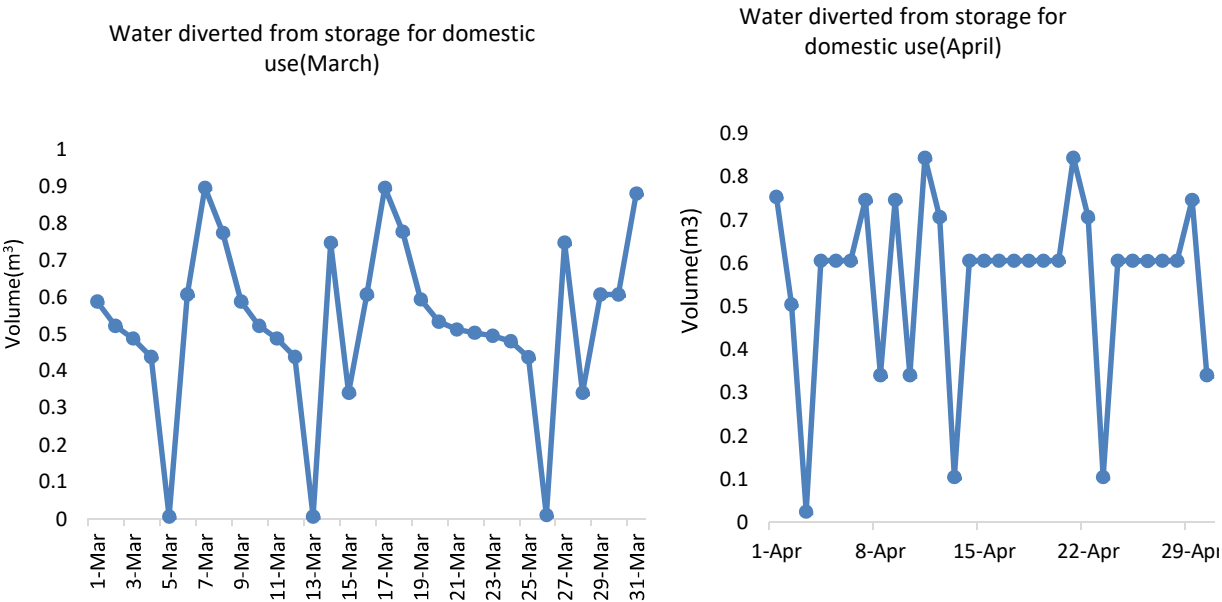 Water diverted from storage for domestic
use(March)
Volume(m³)
1
0.9
0.8
0.7
0.6
0.5
0.4
0.3
0.2
0.1
0
1-Mar
3-Mar
5-Mar
7-Mar
9-Mar
11-Mar
13-Mar
15-Mar
17-Mar
19-Mar
21-Mar
23-Mar
25-Mar
27-Mar
29-Mar
31-Mar
Water diverted from storage for
domestic use(April)
Volume(m3)
0.9
0.8
0.7
0.6
0.5
0.4
0.3
0.2
0.1
0
1-Apr
8-Apr
15-Apr
22-Apr
29-Apr